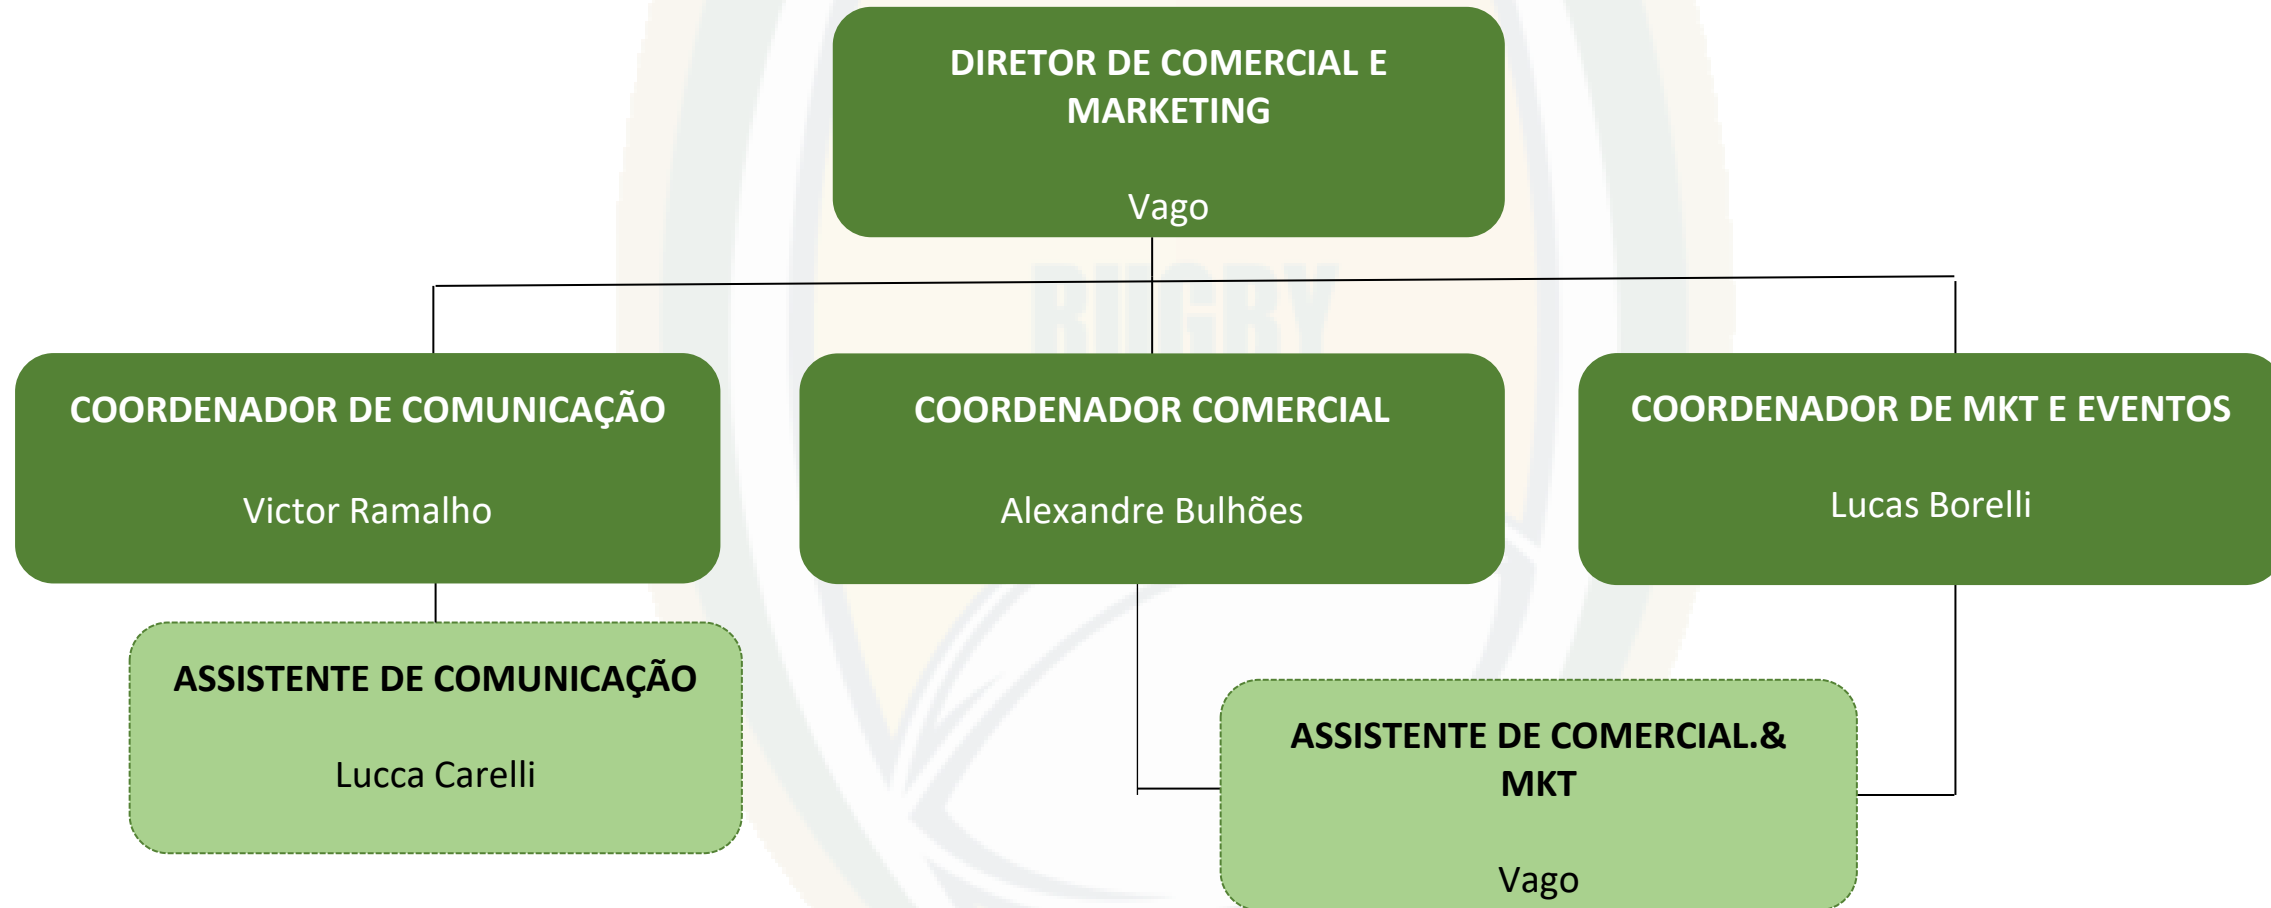 DIRETOR DE COMERCIAL E
MARKETING
Vago
RUGBY
COORDENADOR DE COMUNICAÇÃO
Victor Ramalho
COORDENADOR COMERCIAL
Alexandre Bulhões
COORDENADOR DE MKT E EVENTOS
Lucas Borelli
ASSISTENTE DE COMUNICAÇÃO
Lucca Carelli
ASSISTENTE DE COMERCIAL.&
MKT
Vago